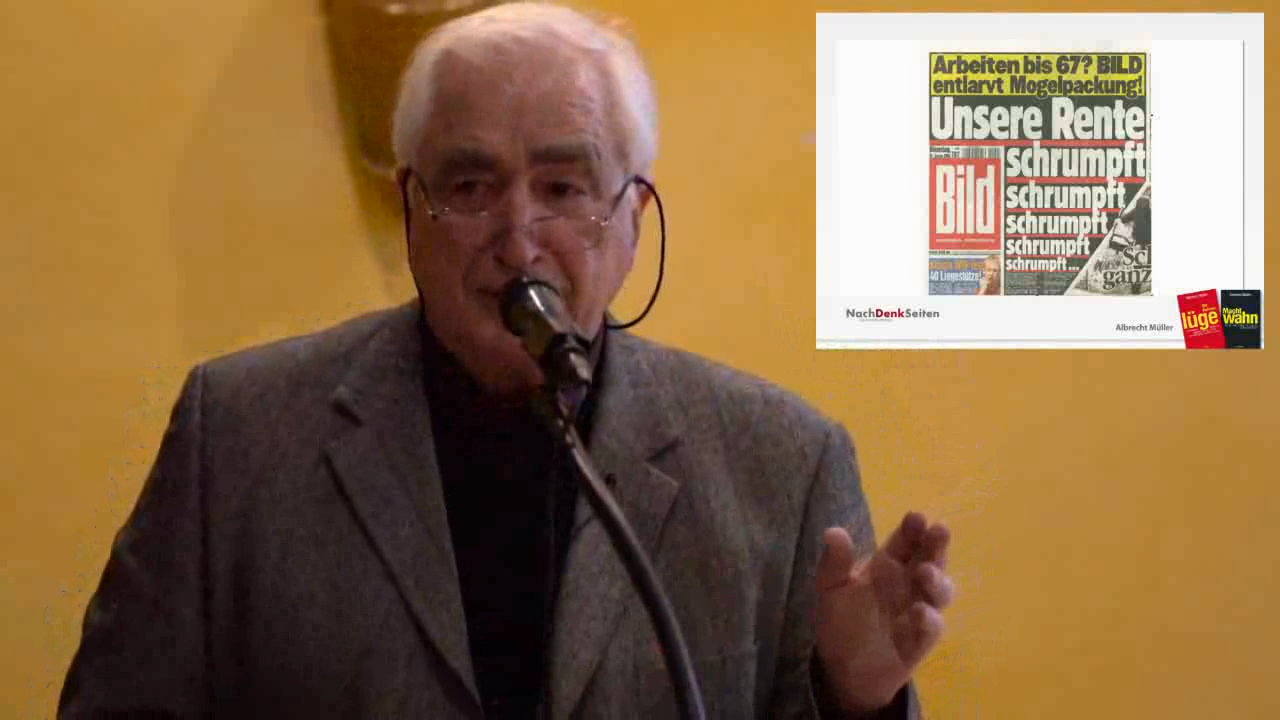 Arbeiten bis 67? BILD
entlarvt Mogelpackung!
Unsere Rente
schrumpft
schrumpft
schrumpft
schrumpft
schrumpft...
Bild
40 Liegestütze!
ganz
NachDenkSeiten
Albrecht Müller
lüge
Macht
wahn